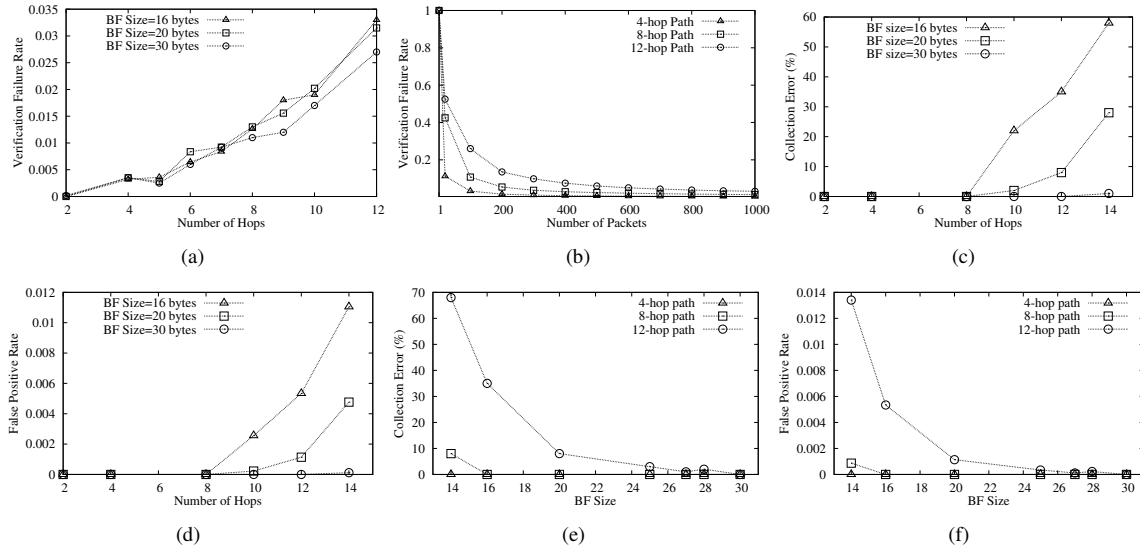 0.035
0.03
0.025
0.02
0.015
0.01
0.005
0
2 4 6 8 10 12
Verification Failure Rate
Number of Hops
BF Size=16 bytes
BF Size=20 bytes
BF Size=30 bytes
(a)
1
0.8
0.6
0.4
0.2
1 200 400 600 800 1000
Verification Failure Rate
Number of Packets
4-hop Path
8-hop Path
12-hop Path
(b)
60
50
40
30
20
10
0
2 4 6 8 10 12 14
Collection Error (%)
Number of Hops
BF size=16 bytes
BF size=20 bytes
BF size=30 bytes
(c)
0.012
0.01
0.008
0.006
0.004
0.002
0
2 4 6 8 10 12 14
False Positive Rate
Number of Hops
BF Size=16 bytes
BF Size=20 bytes
BF Size=30 bytes
(d)
70
60
50
40
30
20
10
0
14 16 18 20 22 24 26 28 30
Collection Error (%)
BF Size
4-hop path
8-hop path
12-hop path
(e)
0.014
0.012
0.01
0.008
0.006
0.004
0.002
0
14 16 18 20 22 24 26 28 30
False Positive Rate
BF Size
4-hop path
8-hop path
12-hop path
(f)